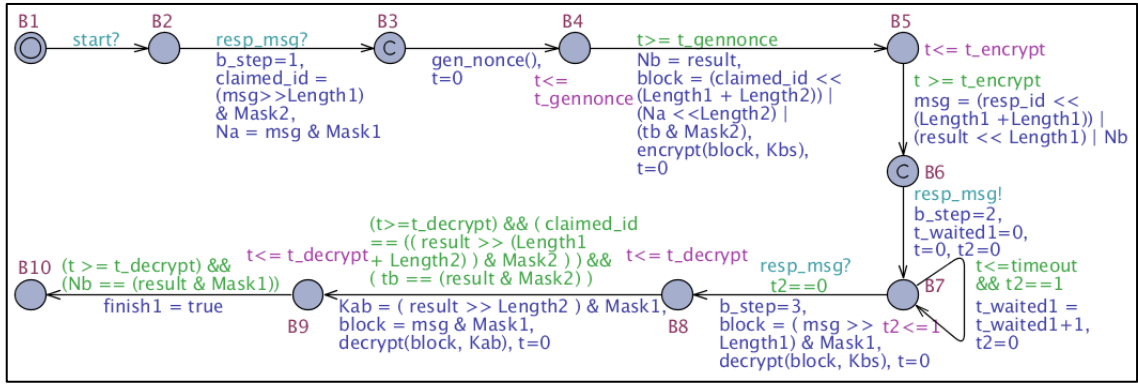 B1
start?
B2
resp_msg?
b_step=1,
claimed_id =
(msg>>Length1)
& Mask2,
Na = msg & Mask1
B3
C
gen_nonce(),
t=0
B4
t<=
t_gennonce
t>= t_gennonce
Nb = result,
block = (claimed_id <<
(Length1 + Length2)) |
(Na <<Length2) |
(tb & Mask2),
encrypt(block, Kbs),
t=0
B5
t<= t_encrypt
t >= t_encrypt
msg = (resp_id <<
(Length1 +Length1)) |
(result << Length1) | Nb
C
B6
resp_msg!
b_step=2,
t_waited1=0,
t=0, t2=0
B7
t2<=1
t<=timeout
&& t2==1
t_waited1 =
t_waited1+1,
t2=0
resp_msg?
t2==0
b_step=3,
block = ( msg >>
Length1) & Mask1,
decrypt(block, Kbs), t=0
t<= t_decrypt
B8
(t>=t_decrypt) && ( claimed_id
== (( result >> (Length1
+ Length2) ) & Mask2 ) ) &&
( tb == (result & Mask2) )
Kab = ( result >> Length2 ) & Mask1,
block = msg & Mask1,
decrypt(block, Kab), t=0
t<= t_decrypt
B9
(t >= t_decrypt) &&
(Nb == (result & Mask1))
finish1 = true
B10